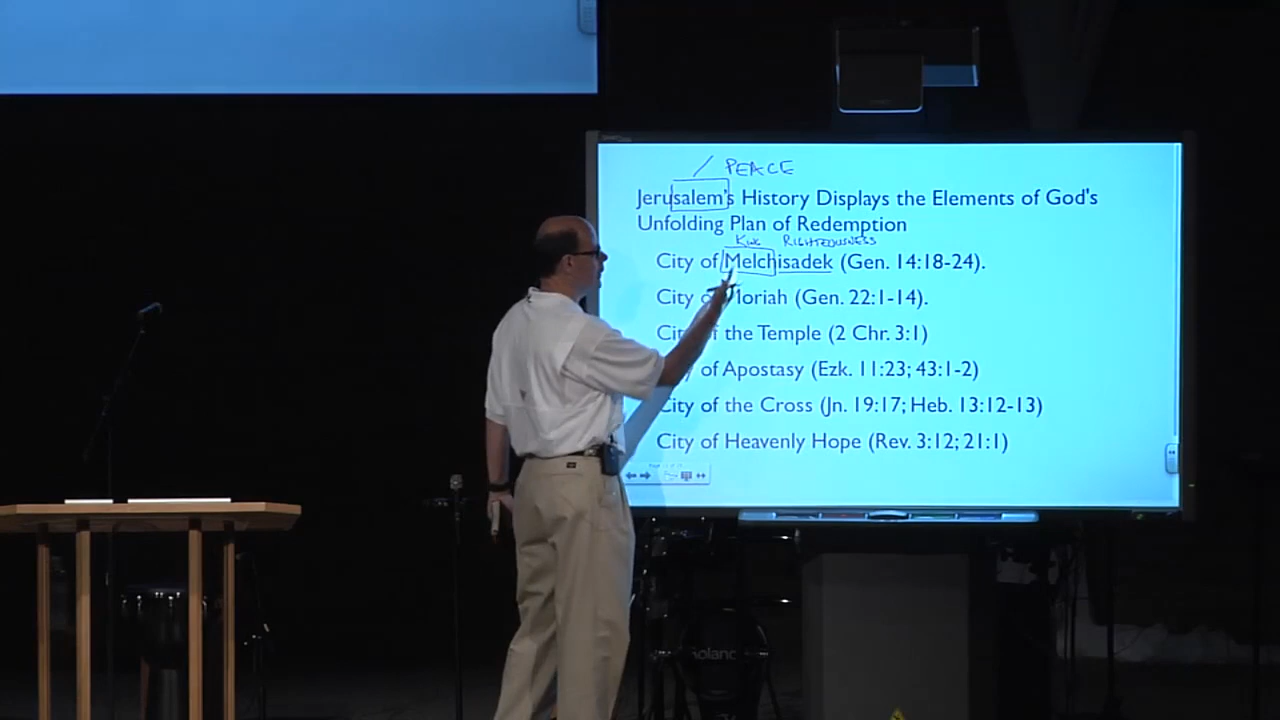 PEACE
Jerusalem's History Displays the Elements of God's
Unfolding Plan of Redemption
KING RIGHTEOUSNESS
City of Melchisadek (Gen. 14:18-24).
City of Moriah (Gen. 22:1-14).
City of the Temple (2 Chr. 3:1)
City of Apostasy (Ezk. 11:23; 43:1-2)
City of the Cross (Jn. 19:17; Heb. 13:12-13)
City of Heavenly Hope (Rev. 3:12; 21:1)
Roland